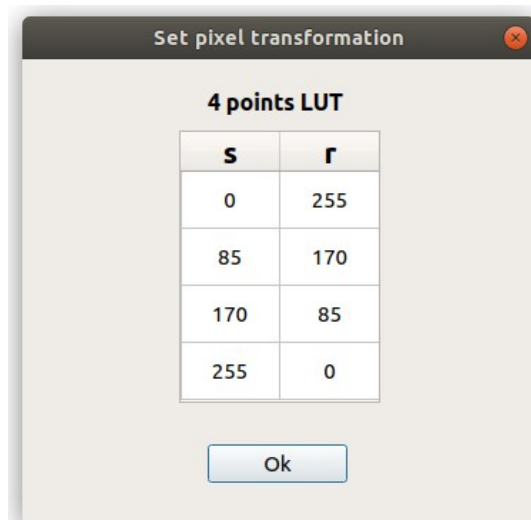 Set pixel transformation
4 points LUT
s r
0 255
85 170
170 85
255 0
Ok